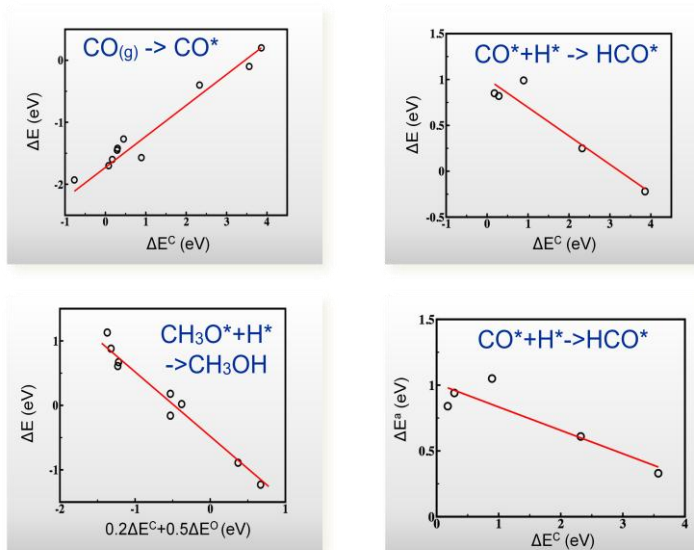 CO(g) -> CO*
ΔE (eV)
0
-1
-2
-1 0 1 2 3 4
ΔE^C (eV)
CO*+H* -> HCO*
ΔE (eV)
1.5
1
0.5
0
-0.5
0 1 2 3 4
ΔE^C (eV)
CH3O*+H*
->CH3OH
ΔE (eV)
1
0
-1
-2 -1 0 1
0.2ΔE^C+0.5ΔE^O (eV)
CO*+H*->HCO*
ΔE^a (eV)
1.5
1
0.5
0
0 1 2 3 4
ΔE^C (eV)